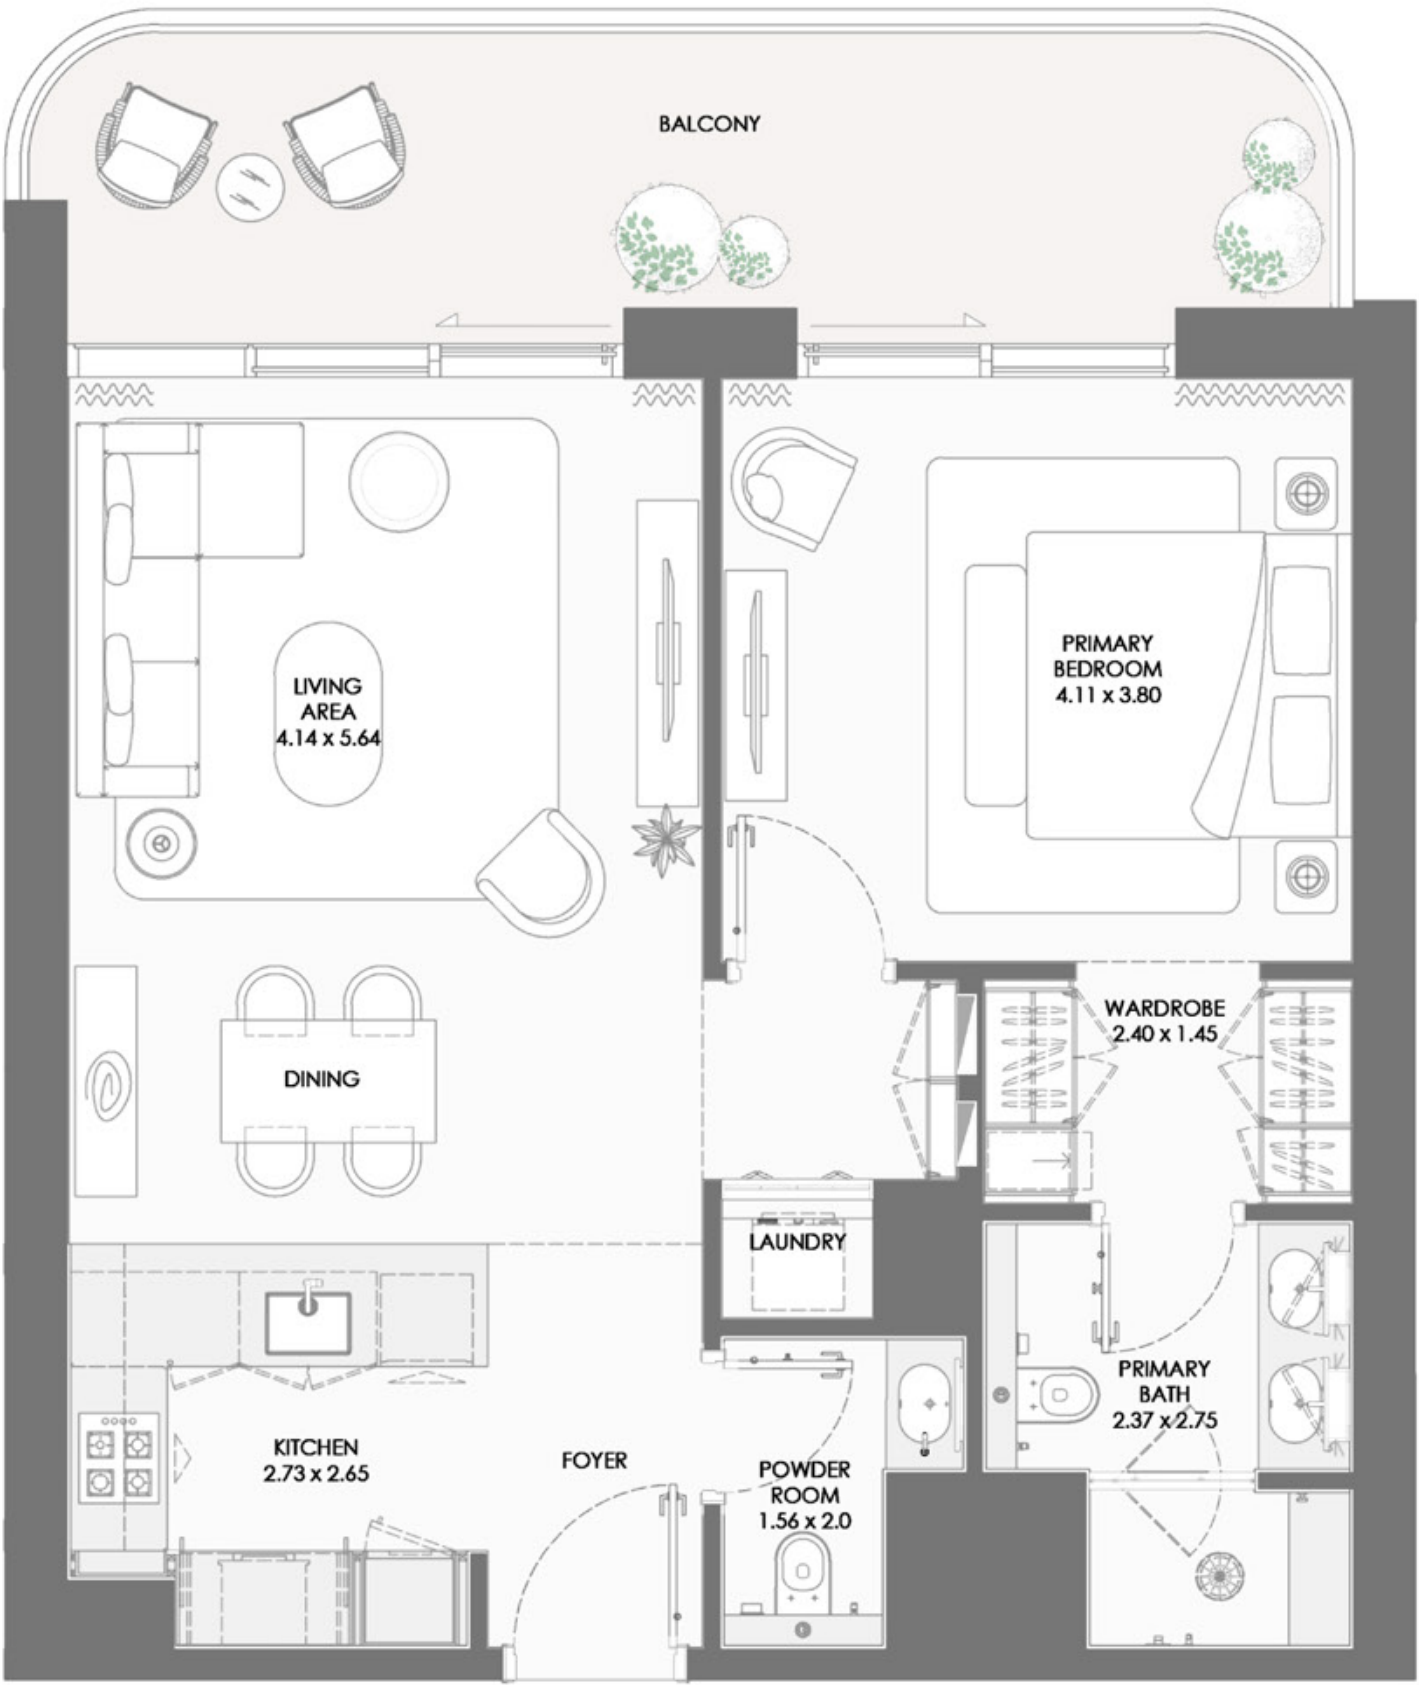 BALCONY
LIVING
AREA
4.14 x 5.64
PRIMARY
BEDROOM
4.11 x 3.80
DINING
WARDROBE
2.40 x 1.45
LAUNDRY
KITCHEN
2.73 x 2.65
FOYER
POWDER
ROOM
1.56 x 2.0
PRIMARY
BATH
2.37 x 2.75